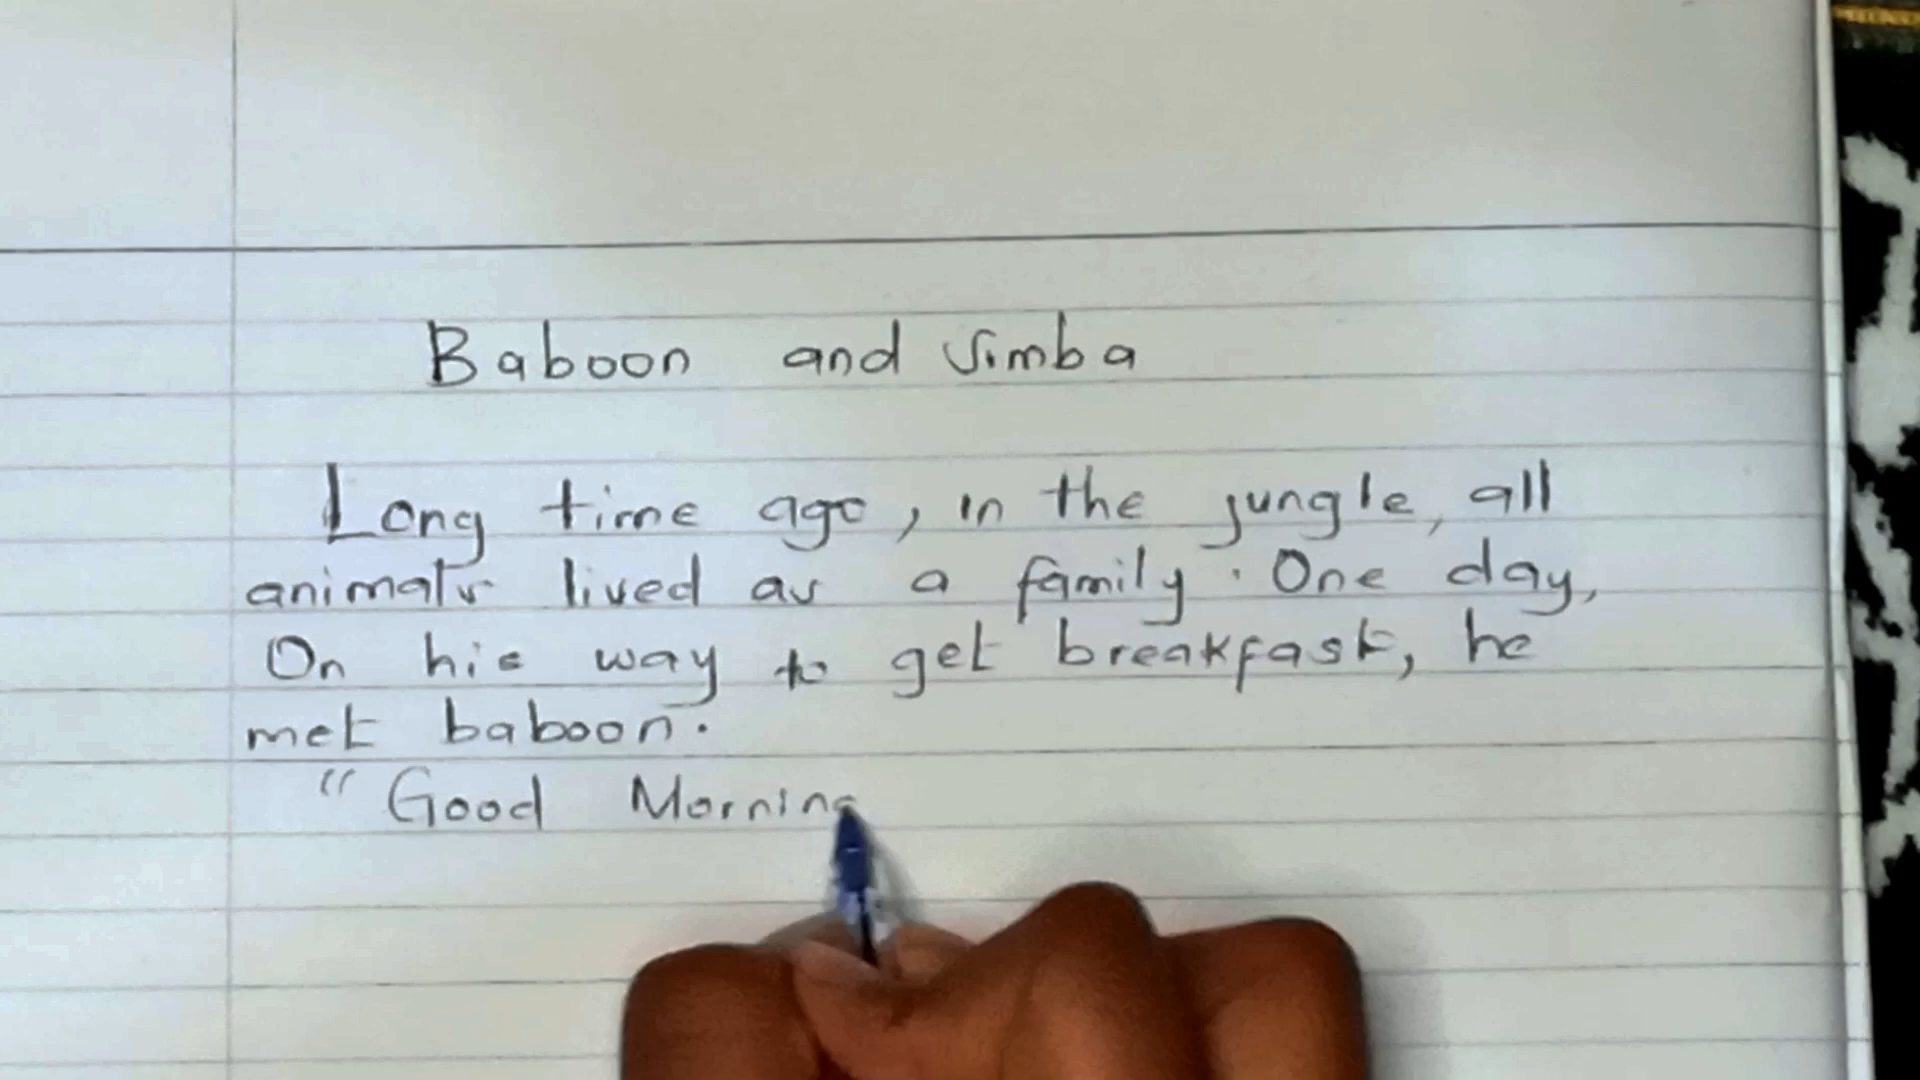 Baboon and Simba
Long time ago, in the jungle, all
animals lived as a family. One day,
On his way to get breakfast, he
met baboon.
"Good Morning